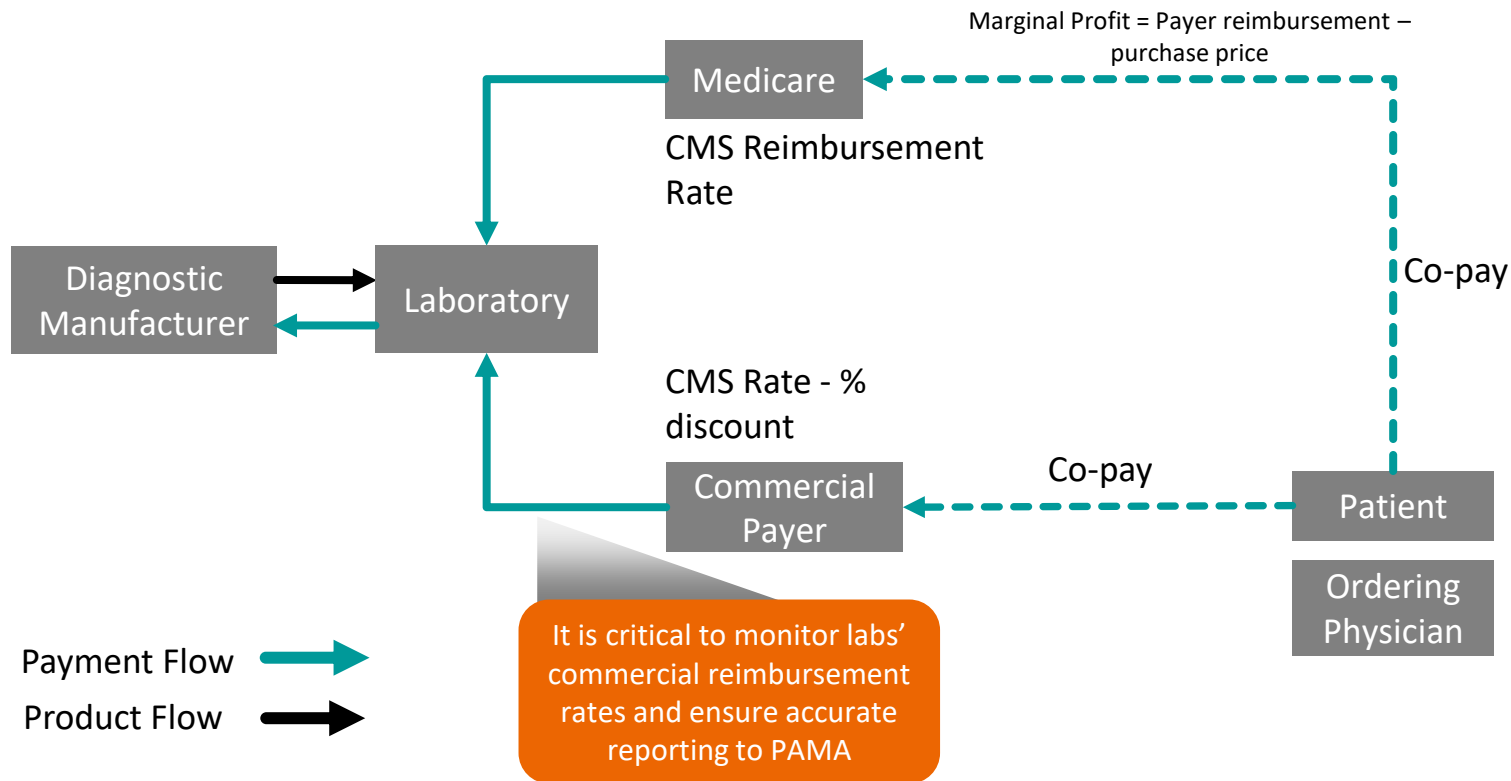 Marginal Profit = Payer reimbursement –
purchase price
Medicare
CMS Reimbursement
Rate
Diagnostic
Manufacturer
Laboratory
Co-pay
CMS Rate - %
discount
Commercial
Payer
Co-pay
Patient
Ordering
Physician
It is critical to monitor labs’
commercial reimbursement
rates and ensure accurate
reporting to PAMA
Payment Flow
Product Flow